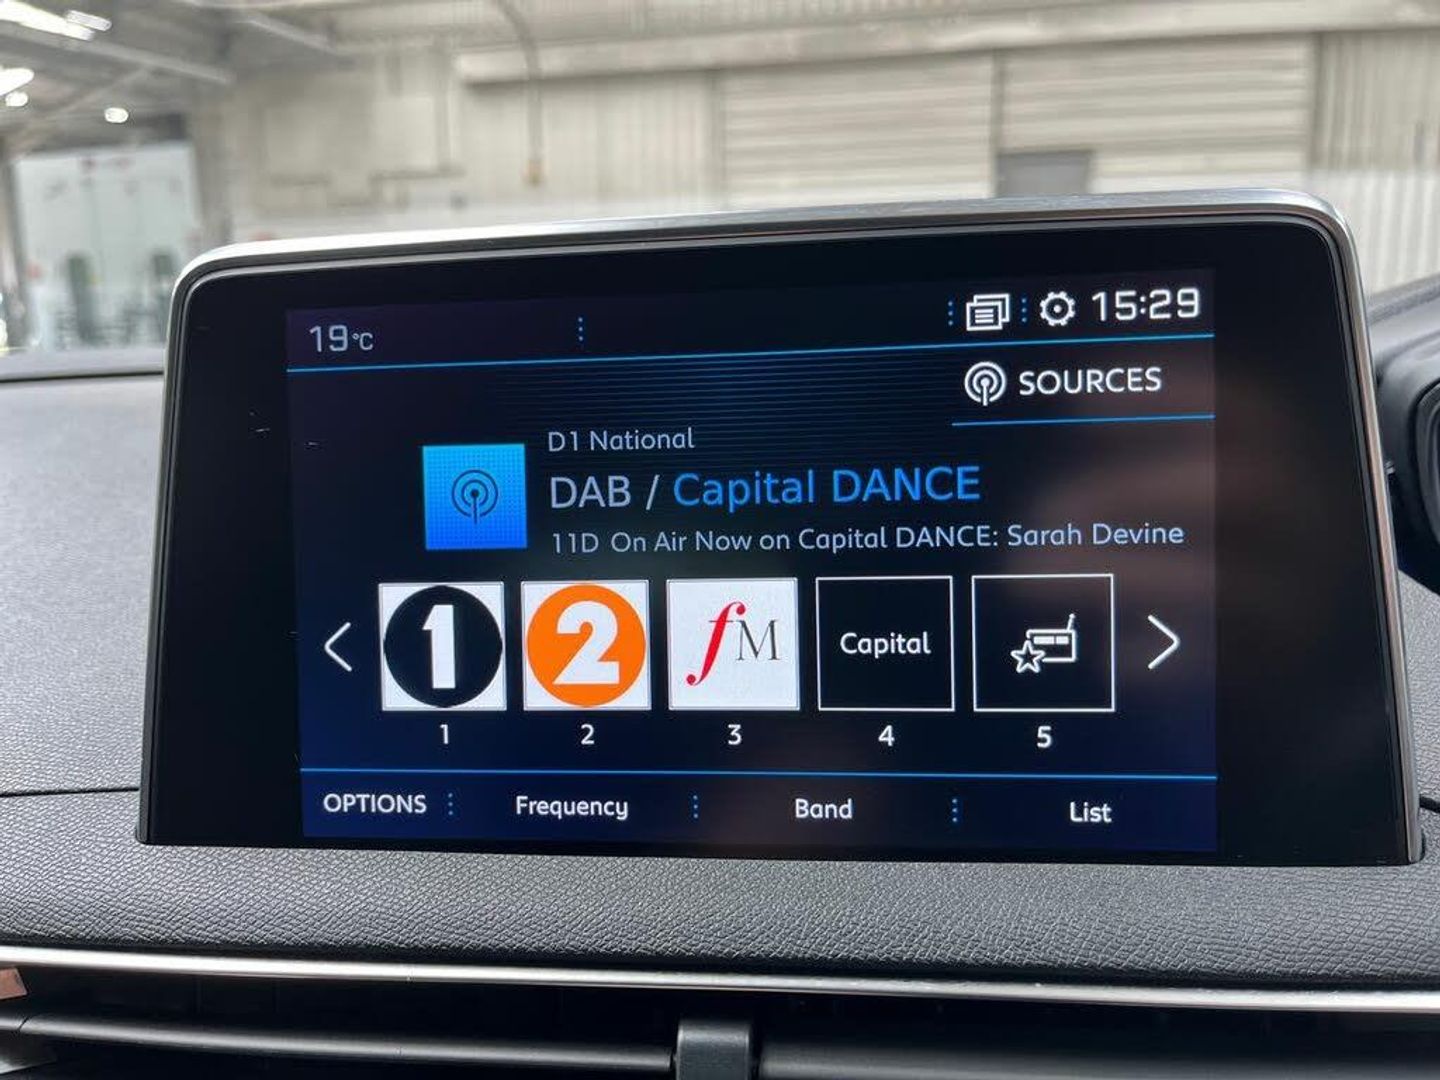 19°C
15:29
SOURCES
D1 National
DAB / Capital DANCE
11D On Air Now on Capital DANCE: Sarah Devine
1 2 fM Capital
1 2 3 4 5
OPTIONS Frequency Band List